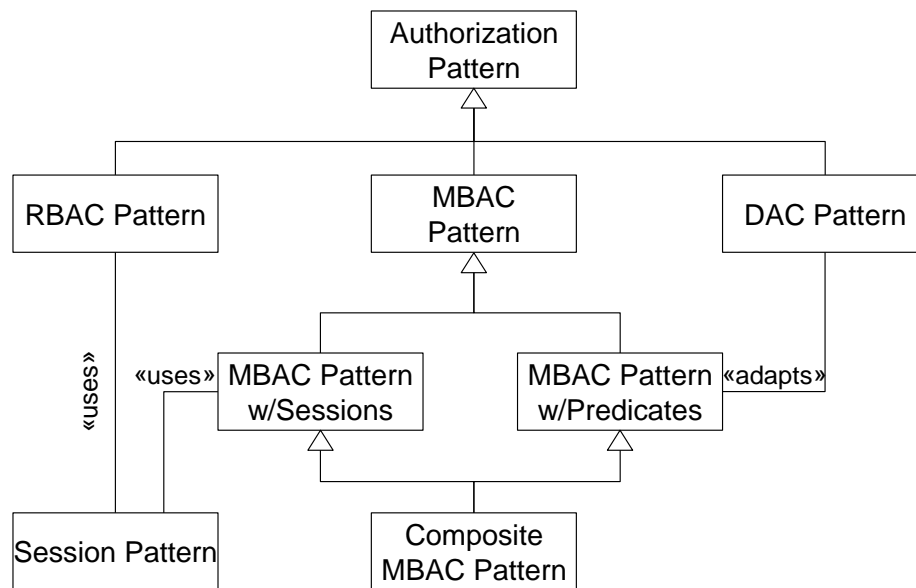 Authorization
Pattern
RBAC Pattern
MBAC
Pattern
DAC Pattern
«uses»
«uses»
MBAC Pattern
w/Sessions
MBAC Pattern
w/Predicates
«adapts»
Session Pattern
Composite
MBAC Pattern